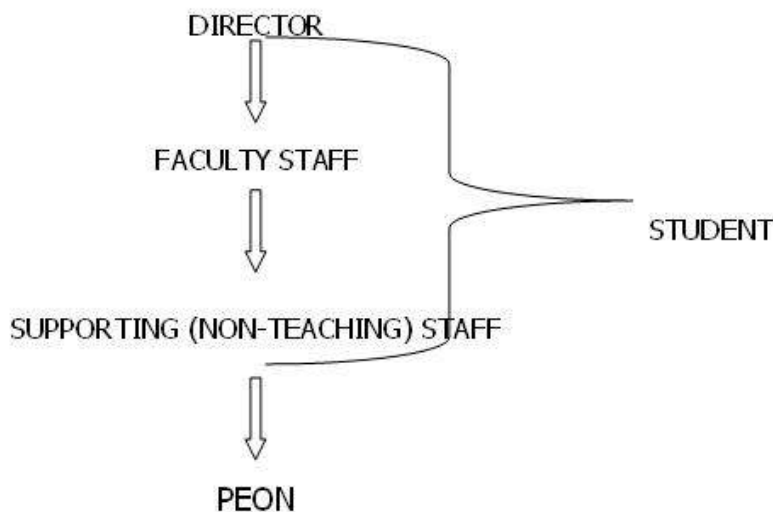 DIRECTOR
FACULTY STAFF
STUDENT
SUPPORTING (NON-TEACHING) STAFF
PEON